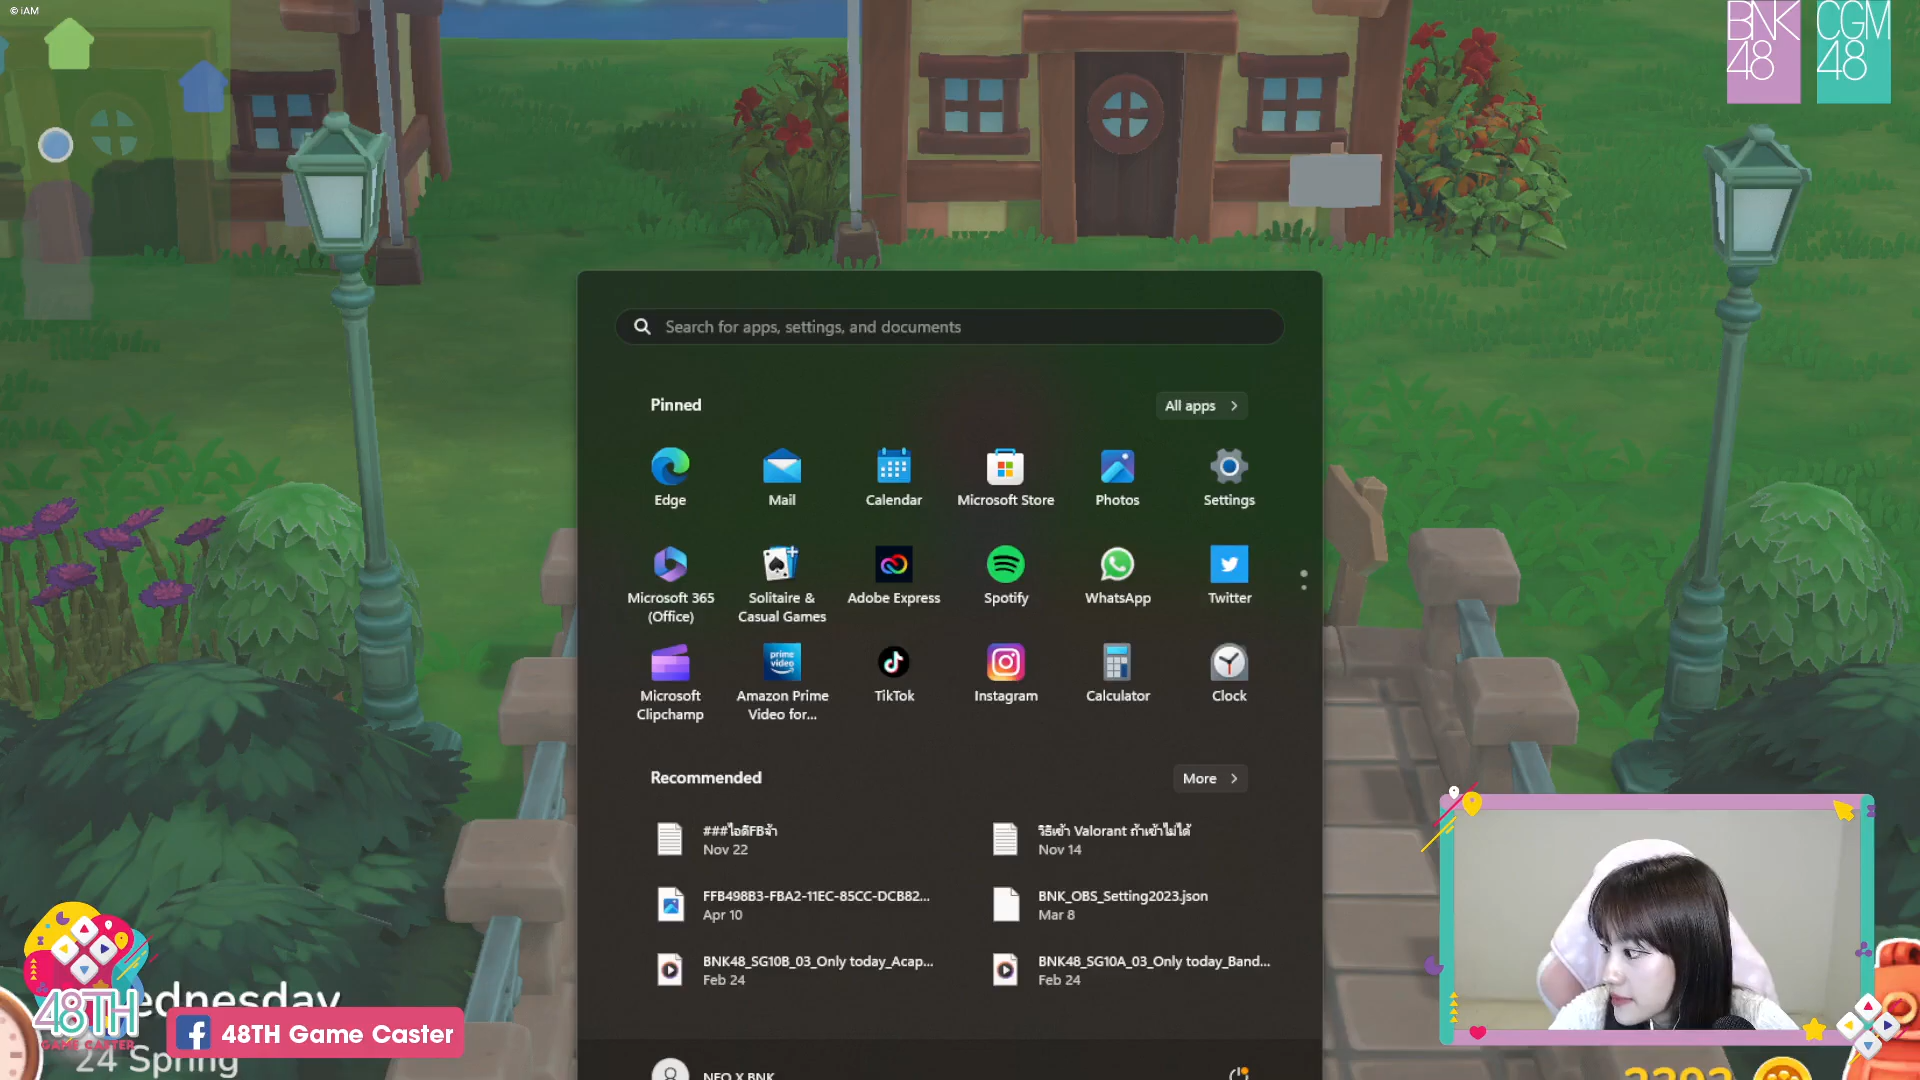 © iAM
BNK
48
CGM
48
Search for apps, settings, and documents
Pinned
All apps
Edge
Mail
Calendar
Microsoft Store
Photos
Settings
Microsoft 365
(Office)
Solitaire &
Casual Games
Adobe Express
Spotify
WhatsApp
Twitter
prime
video
Microsoft
Clipchamp
Amazon Prime
Video for...
TikTok
Instagram
Calculator
Clock
Recommended
More
###ไอดีFBจ้า
Nov 22
วิธีเข้า Valorant ถ้าเข้าไม่ได้
Nov 14
FFB498B3-FBA2-11EC-85CC-DCB82...
Apr 10
BNK_OBS_Setting2023.json
Mar 8
BNK48_SG10B_03_Only today_Acap...
Feb 24
BNK48_SG10A_03_Only today_Band...
Feb 24
NEO X BNK
ednesday
48TH
GAME CASTER
48TH Game Caster
24 Spring